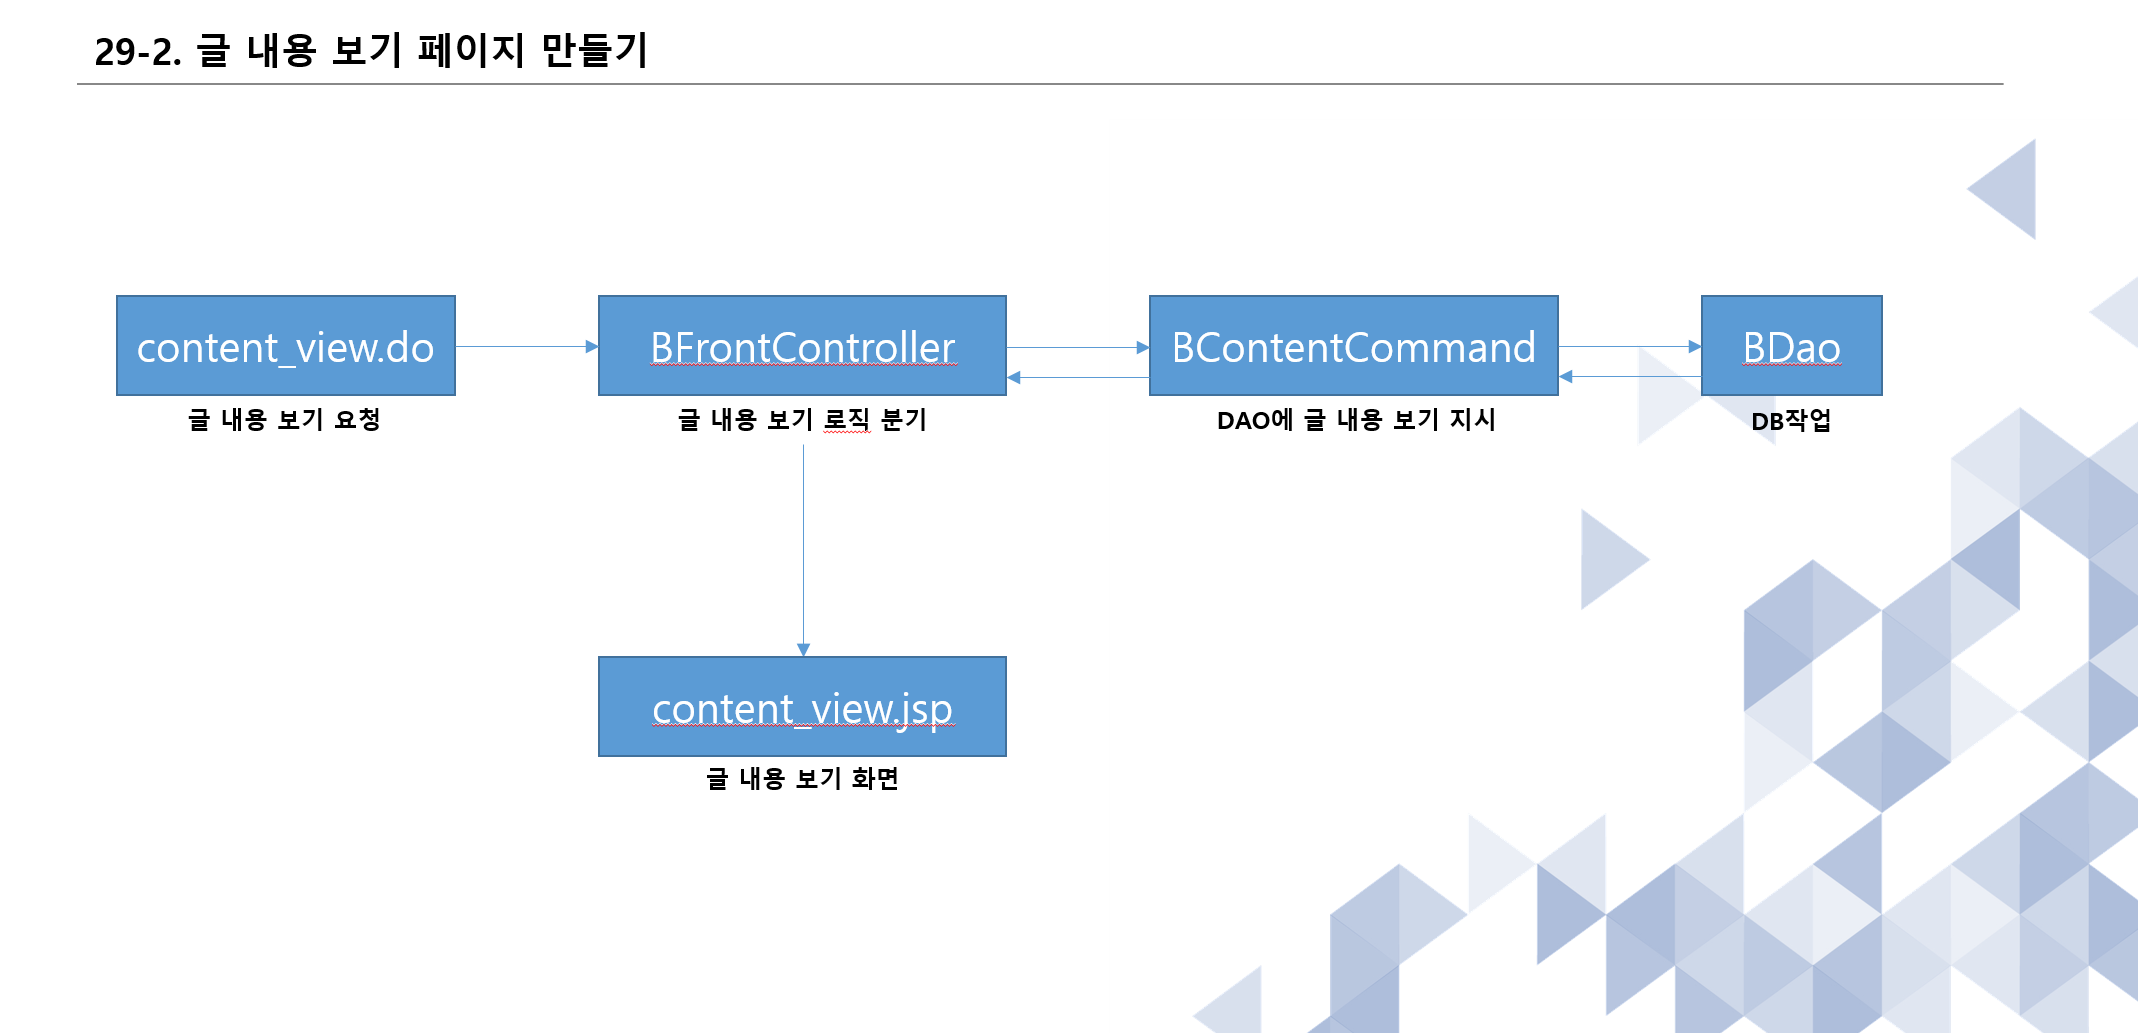 29-2. 글 내용 보기 페이지 만들기
content_view.do
글 내용 보기 요청
BFrontController
글 내용 보기 로직 분기
BContentCommand
DAO에 글 내용 보기 지시
BDao
DB작업
content_view.jsp
글 내용 보기 화면